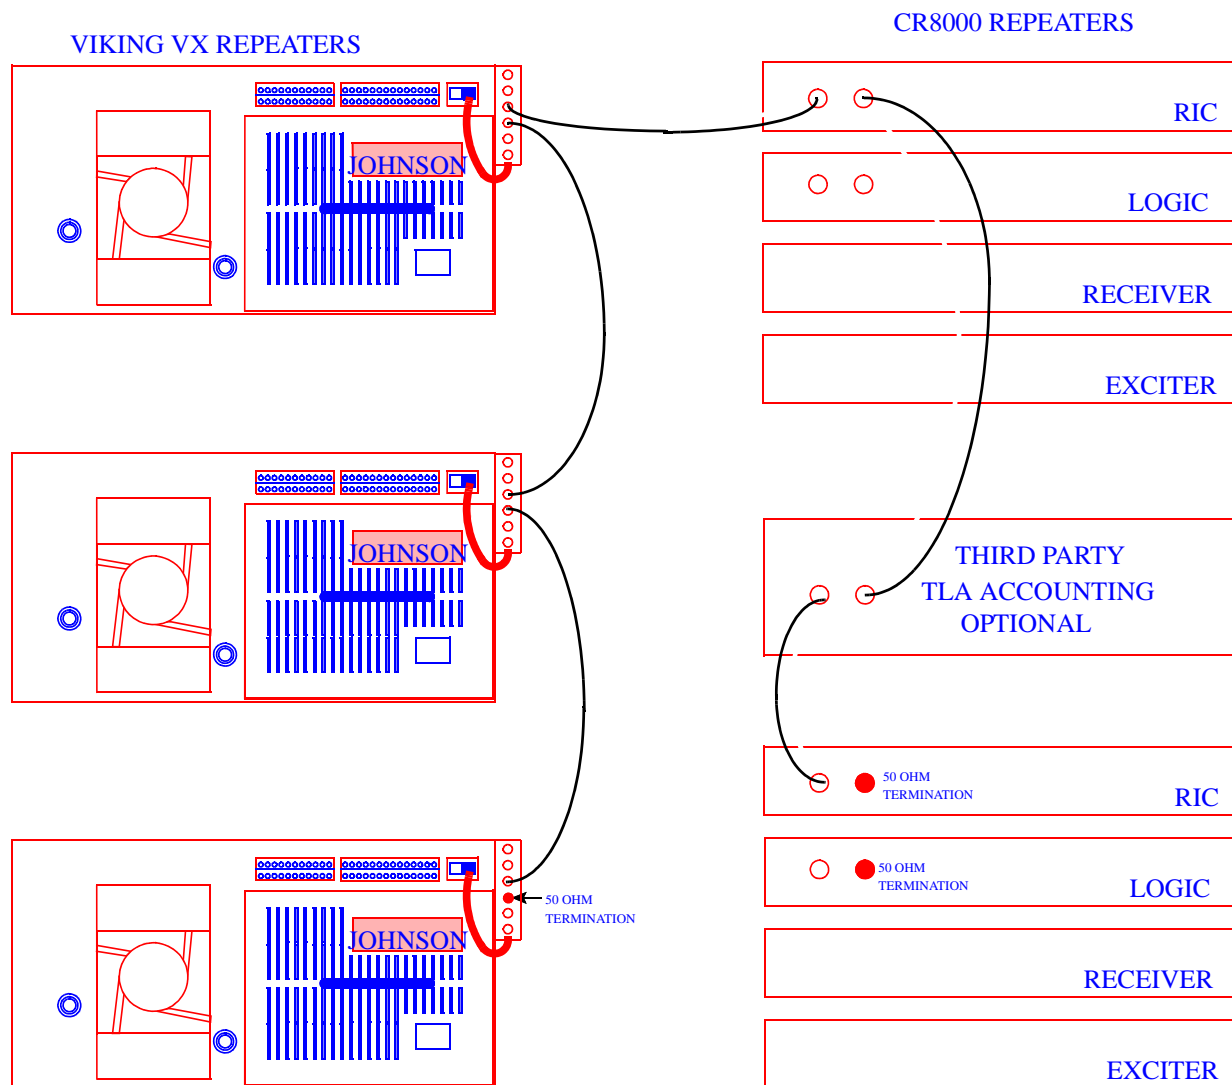 VIKING VX REPEATERS
CR8000 REPEATERS
JOHNSON
RIC
LOGIC
RECEIVER
EXCITER
JOHNSON
THIRD PARTY
TLA ACCOUNTING
OPTIONAL
50 OHM
TERMINATION
RIC
JOHNSON
50 OHM
TERMINATION
50 OHM
TERMINATION
LOGIC
RECEIVER
EXCITER